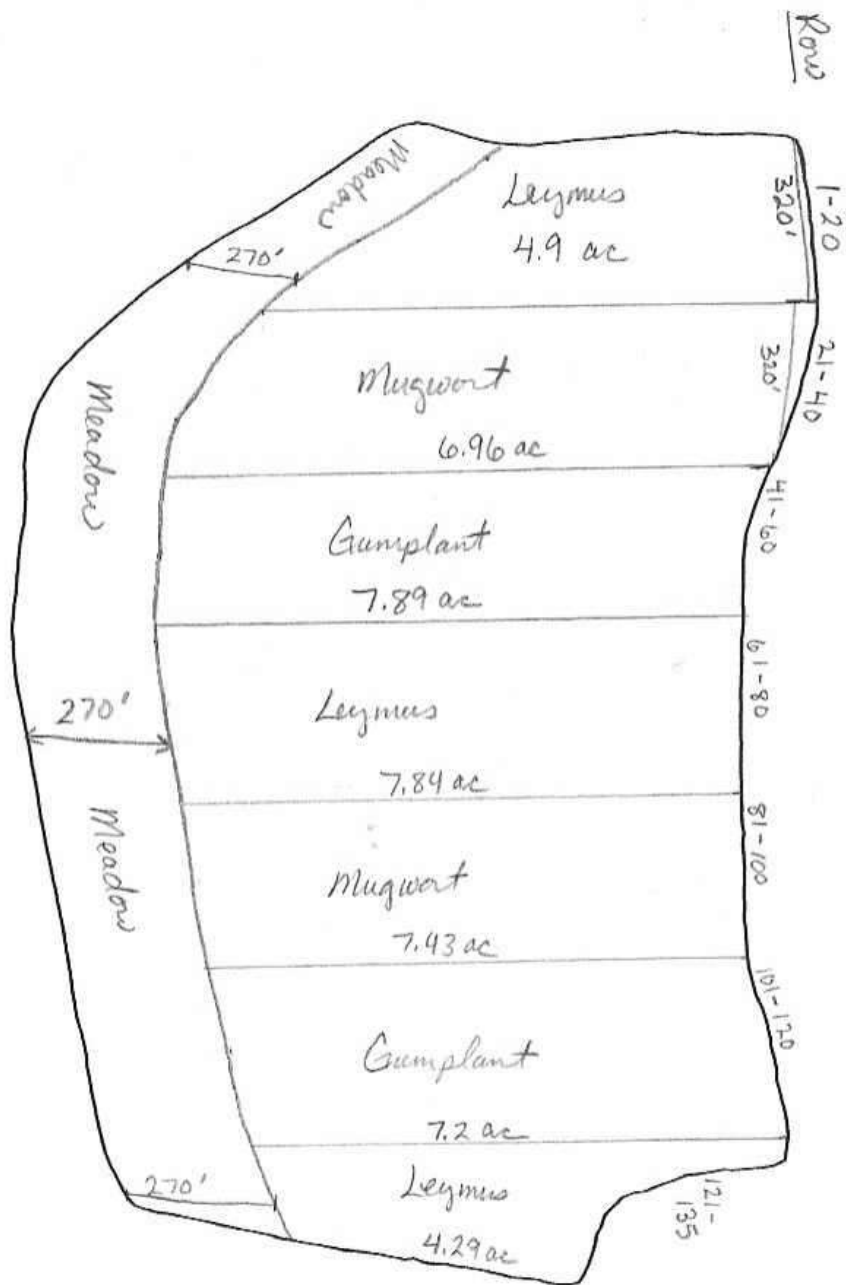 Row
1-20
320'
Leymus
4.9 ac
Meadow
270'
21-40
320'
Mugwort
6.96 ac
Meadow
41-60
Gumplant
7.89 ac
61-80
Leymus
7.84 ac
270'
81-100
Mugwort
7.43 ac
Meadow
101-120
Gumplant
7.2 ac
121-
135
Leymus
4.29 ac
270'